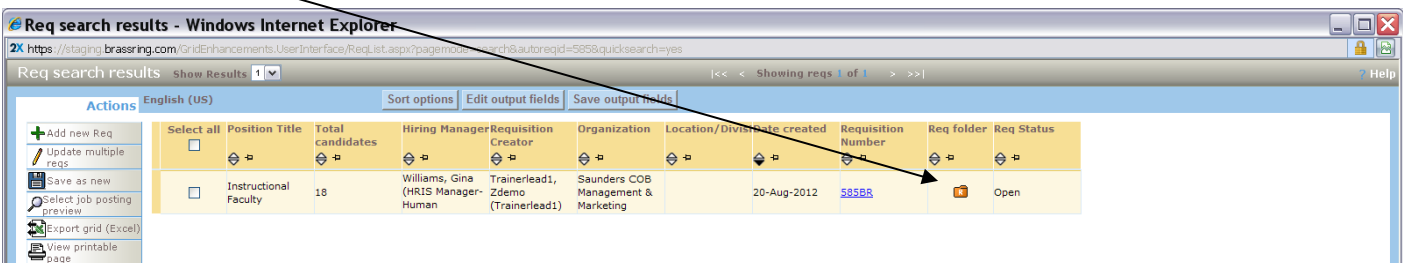 Req search results - Windows Internet Explorer
https://staging.brassring.com/GridEnhancements.UserInterface/ReqList.aspx?pagemode=search&autoreqid=585&quicksearch=yes
Req search results Show Results 1 |<< < Showing reqs 1 of 1 > >>| ? Help
Actions English (US) Sort options Edit output fields Save output fields
Select all Position Title Total candidates Hiring Manager Requisition Creator Organization Location/Divisi Date created Requisition Number Req folder Req Status
Instructional Faculty 18 Williams, Gina (HRIS Manager- Human Trainerlead1, Zdemo (Trainerlead1) Saunders COB Management & Marketing 20-Aug-2012 585BR Open
Add new Req
Update multiple
reqs
Save as new
Select job posting
preview
Export grid (Excel)
View printable
page